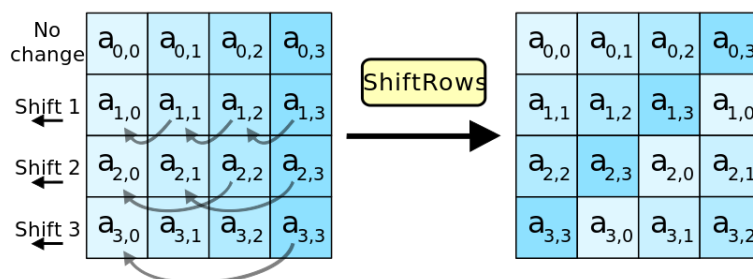 No change a0,0 a0,1 a0,2 a0,3 a0,0 a0,1 a0,2 a0,3
ShiftRows
Shift 1 a1,0 a1,1 a1,2 a1,3 a1,1 a1,2 a1,3 a1,0
Shift 2 a2,0 a2,1 a2,2 a2,3 a2,2 a2,3 a2,0 a2,1
Shift 3 a3,0 a3,1 a3,2 a3,3 a3,3 a3,0 a3,1 a3,2